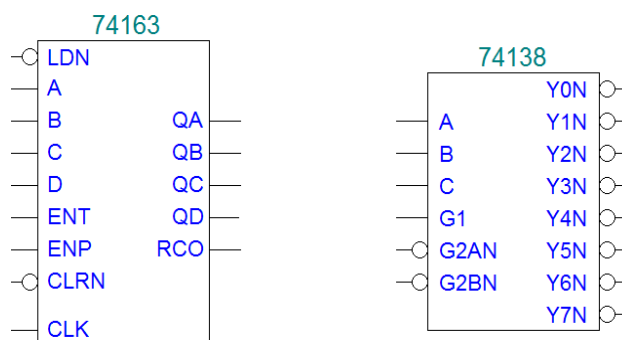 74163
LDN
A
B QA
C QB
D QC
ENT QD
ENP RCO
CLRN
CLK
74138
Y0N
A Y1N
B Y2N
C Y3N
G1 Y4N
G2AN Y5N
G2BN Y6N
Y7N